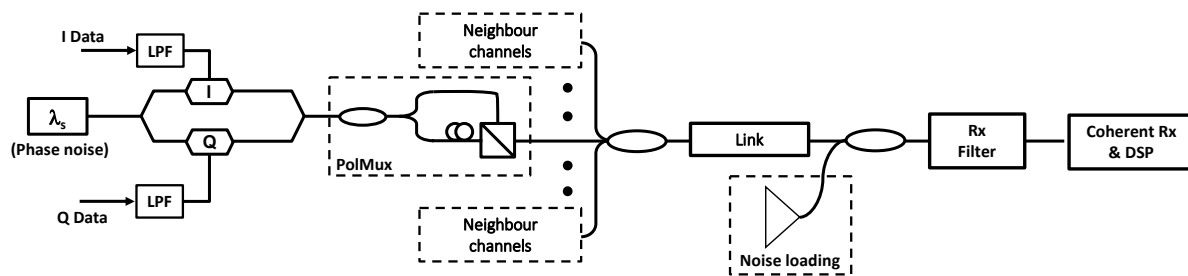 I Data
LPF
I
λs
(Phase noise)
Q
Q Data
LPF
PolMux
Neighbour
channels
Neighbour
channels
Link
Noise loading
Rx
Filter
Coherent Rx
& DSP